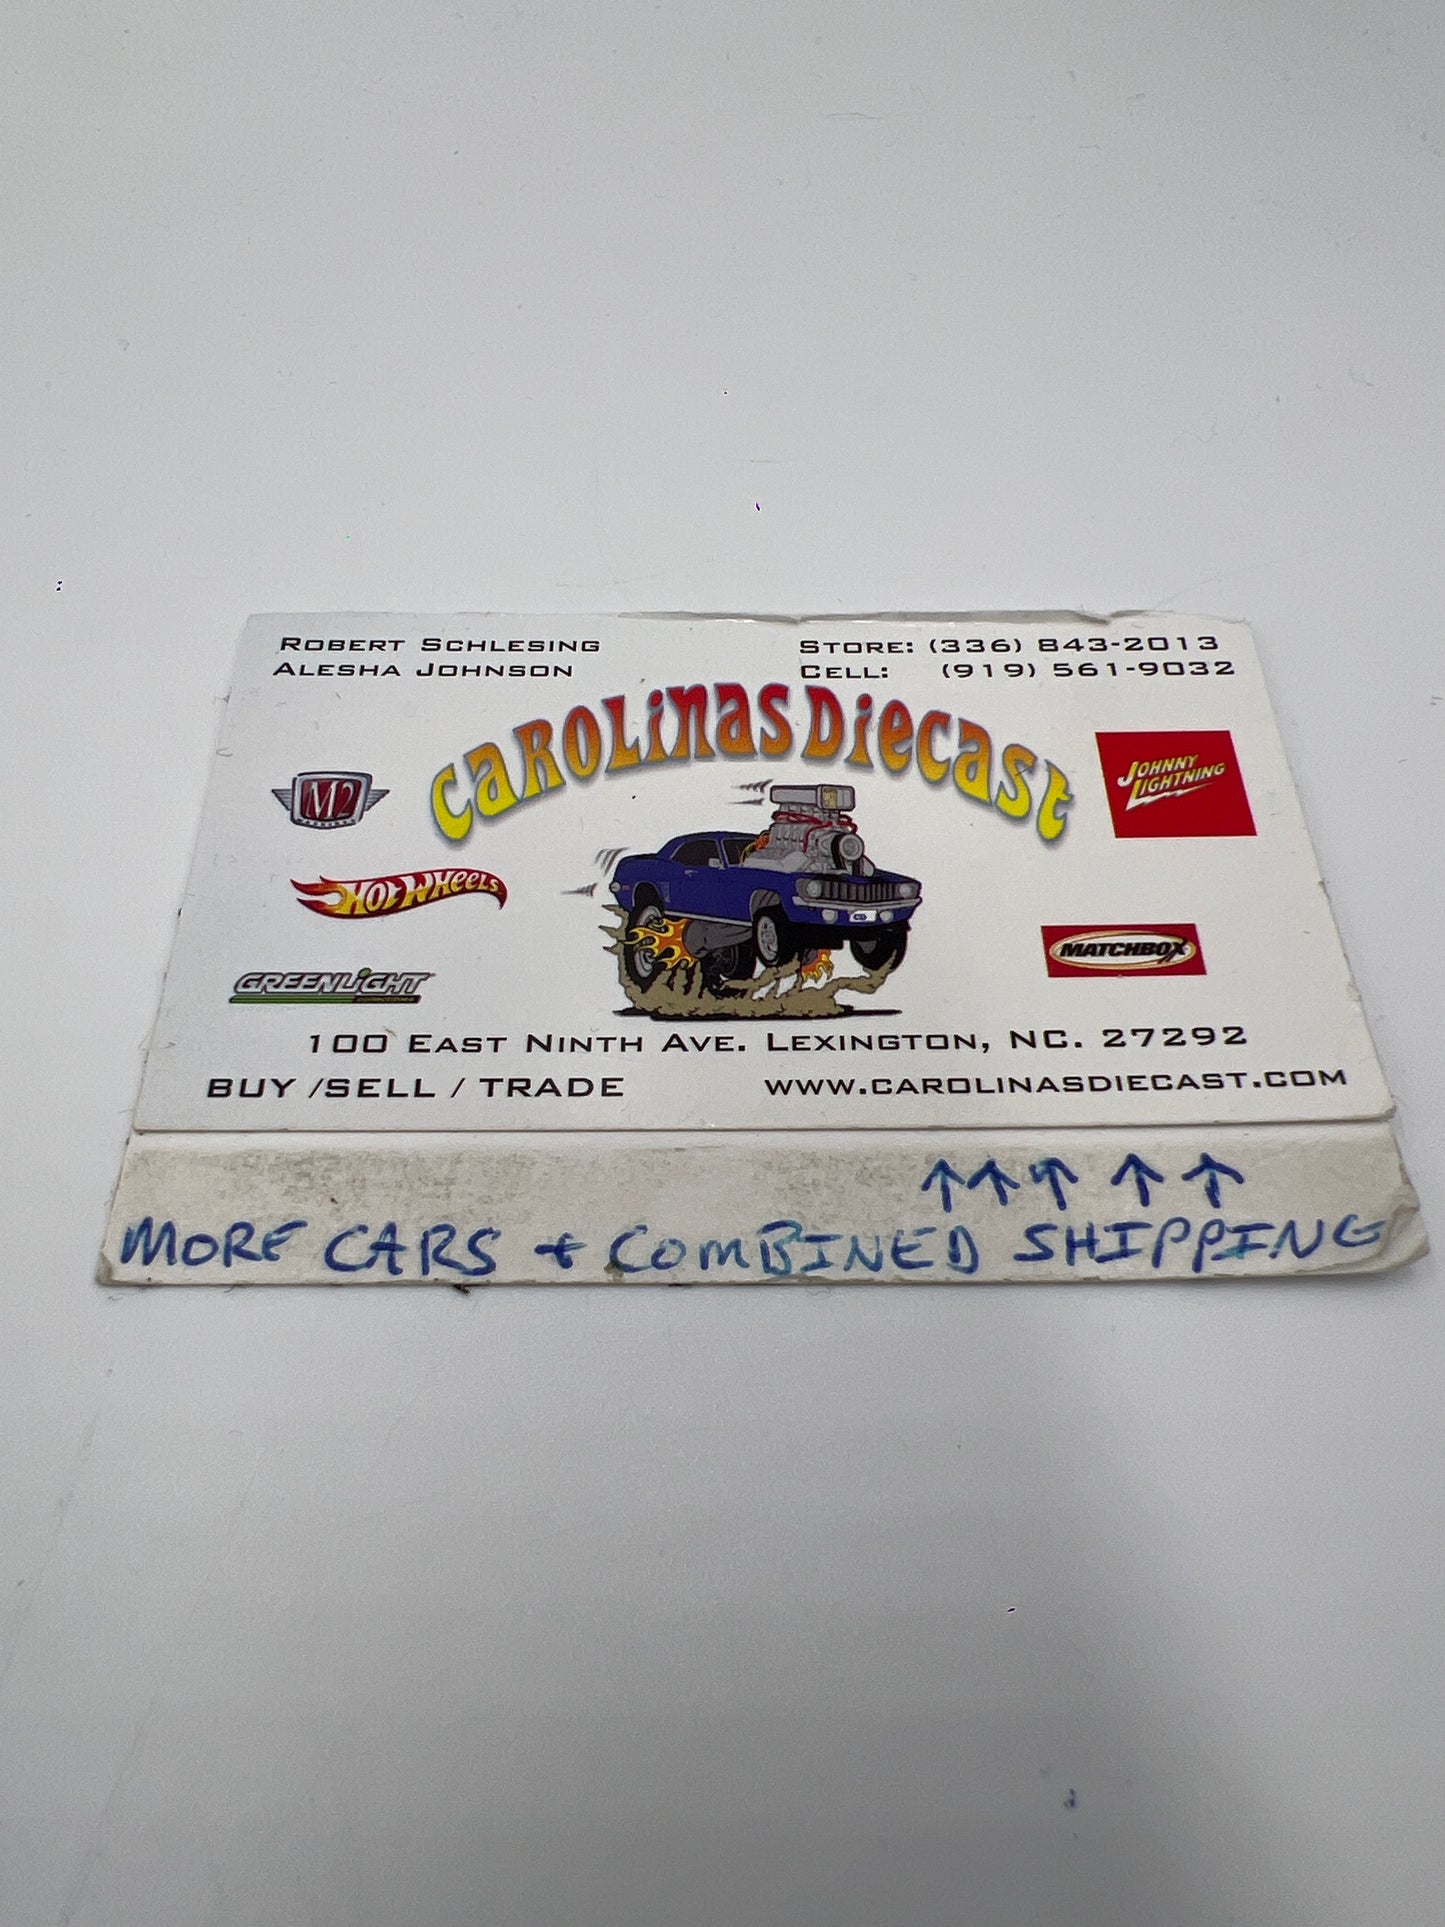 ROBERT SCHLESING
ALESHA JOHNSON
STORE: (336) 843-2013
CELL: (919) 561-9032
CAROLiNAS DiECAST
M2
JOHNNY LIGHTNING
HOT WHEELS
MATCHBOX
GREENLiGHT
100 EAST NINTH AVE. LEXINGTON, NC. 27292
BUY /SELL / TRADE
WWW.CAROLINASDIECAST.COM
↑ ↑ ↑ ↑ ↑
MORE CARS + COMBINED SHIPPING